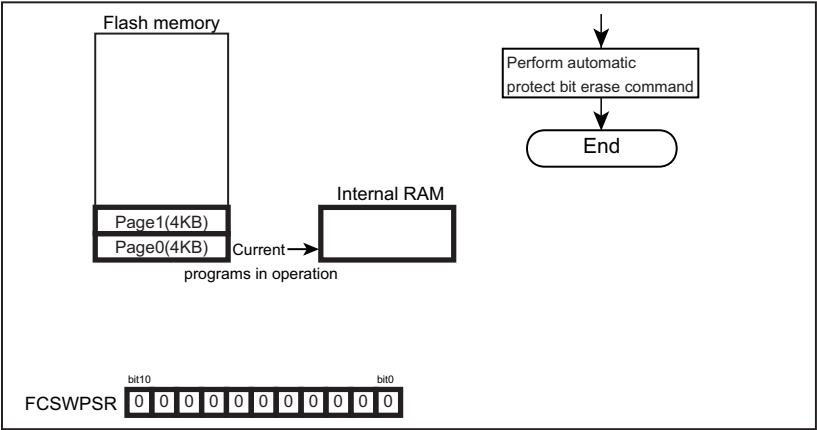 Flash memory
Perform automatic
protect bit erase command
End
Internal RAM
Page1(4KB)
Page0(4KB)
Current
programs in operation
bit10 bit0
FCSWPSR 0 0 0 0 0 0 0 0 0 0 0